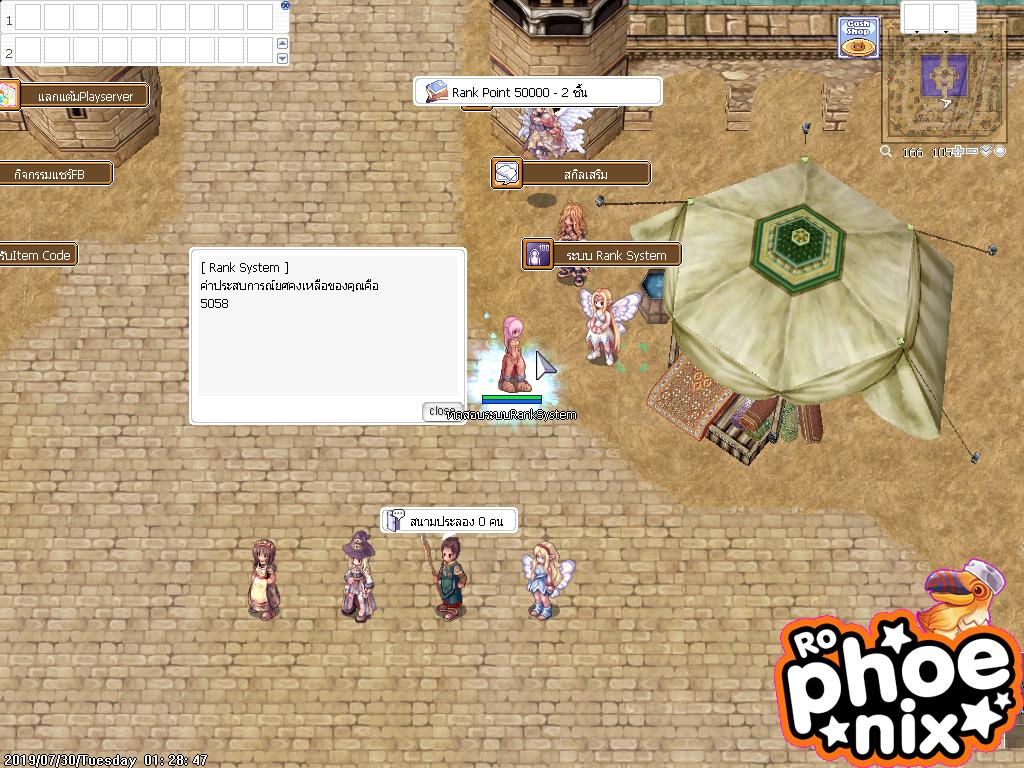 1
2
Cash
Shop
แลกแต้มPlayserver
Rank Point 50000 - 2 ชิ้น
166 105
กิจกรรมแชร์FB
สกิลเสริม
รับItem Code
ระบบ Rank System
[ Rank System ]
ค่าประสบการณ์ยศคงเหลือของคุณคือ
5058
close
ทดสอบระบบRankSystem
สนามประลอง 0 คน
Ro
phoe
nix
2019/07/30/Tuesday 01:28:47